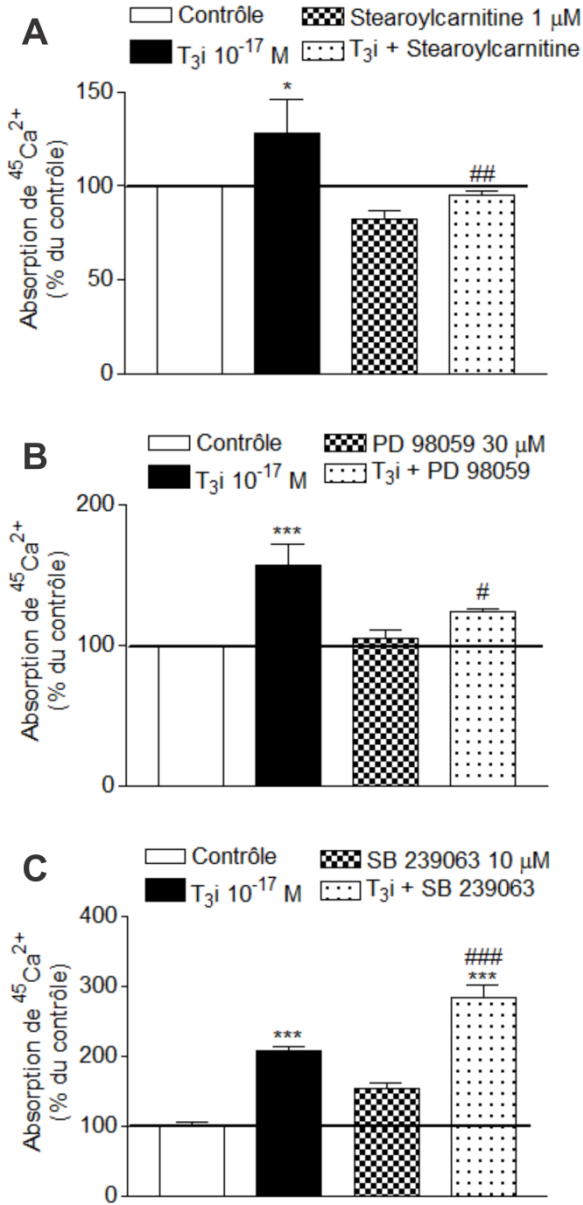 A
Contrôle
Stearoylcarnitine 1 μM
T3i 10-17 M
T3i + Stearoylcarnitine
Absorption de 45Ca2+
(% du contrôle)
150
100
50
0
*
##
B
Contrôle
PD 98059 30 μM
T3i 10-17 M
T3i + PD 98059
Absorption de 45Ca2+
(% du contrôle)
200
100
0
***
#
C
Contrôle
SB 239063 10 μM
T3i 10-17 M
T3i + SB 239063
Absorption de 45Ca2+
(% du contrôle)
400
300
200
100
0
***
###
***